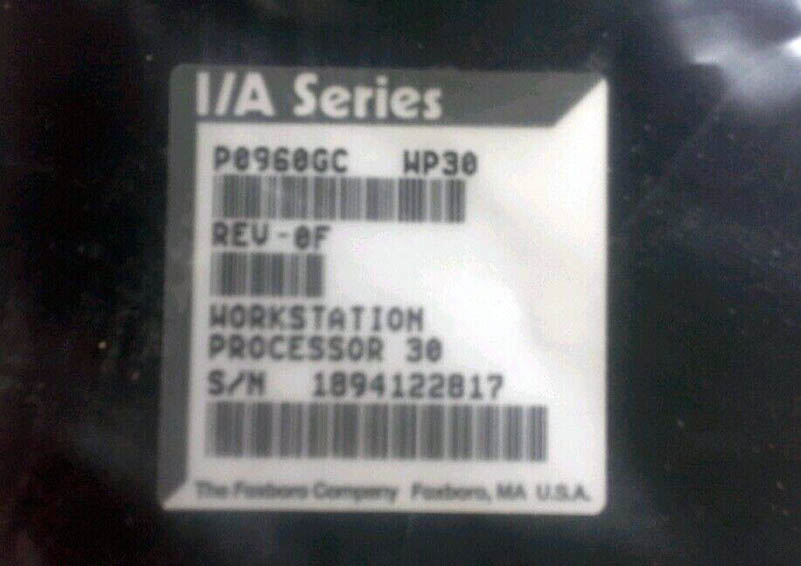 I/A Series
P0960GC WP30
REV-0F
WORKSTATION
PROCESSOR 30
S/N 1894122817
The Foxboro Company Foxboro, MA U.S.A.